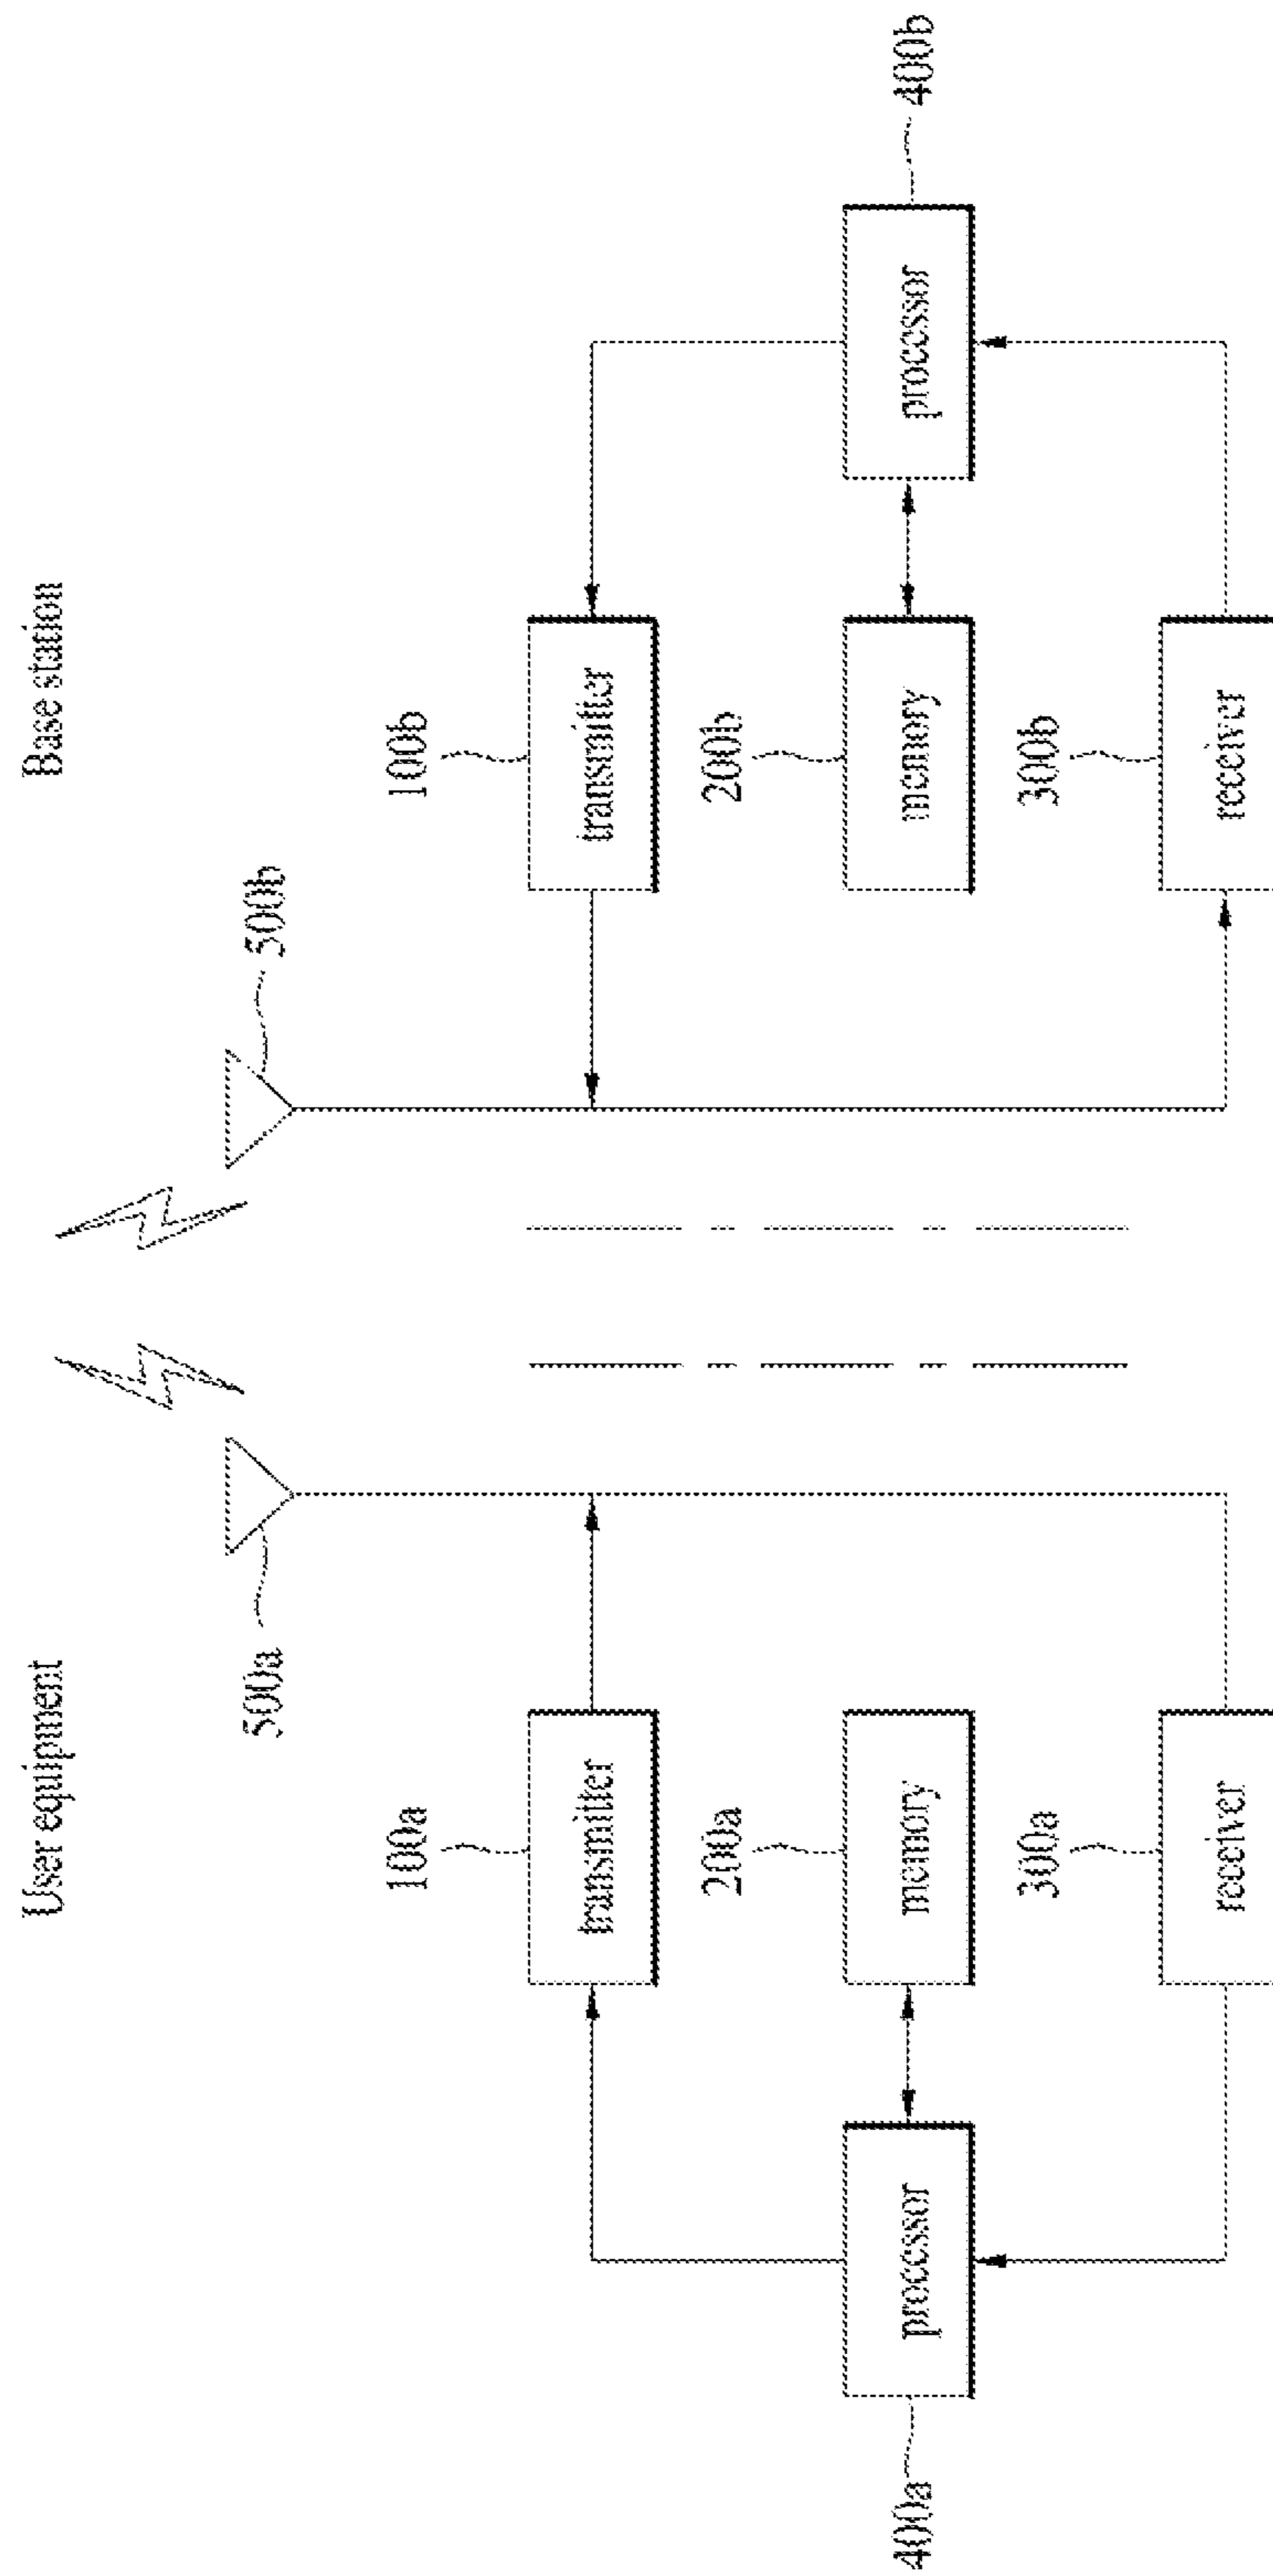 User equipment
Base station
500a
500b
100a
transmitter
100b
transmitter
400a
processor
200a
memory
200b
memory
processor
400b
300a
receiver
300b
receiver